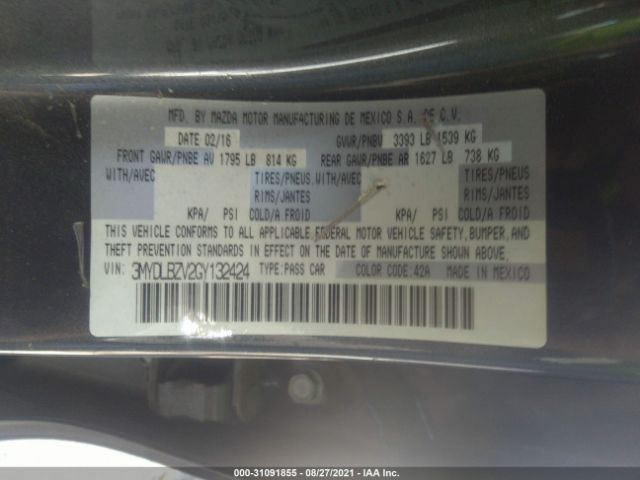 MFD. BY MAZDA MOTOR MANUFACTURING DE MEXICO S.A. DE C.V.
DATE 02/16 GVWR/PNBV 3393 LB 1539 KG
FRONT GAWR/PNBE AV 1795 LB 814 KG REAR GAWR/PNBE AR 1627 LB 738 KG
WITH/AVEC TIRES/PNEUS WITH/AVEC TIRES/PNEUS
RIMS/JANTES RIMS/JANTES
KPA/ PSI COLD/A FROID KPA/ PSI COLD/A FROID
THIS VEHICLE CONFORMS TO ALL APPLICABLE FEDERAL MOTOR VEHICLE SAFETY, BUMPER, AND
THEFT PREVENTION STANDARDS IN EFFECT ON THE DATE OF MANUFACTURE SHOWN ABOVE.
VIN: 3MYDLBZV2GY132424 TYPE: PASS CAR COLOR CODE: 42A MADE IN MEXICO
000-31091855 - 08/27/2021 - IAA Inc.